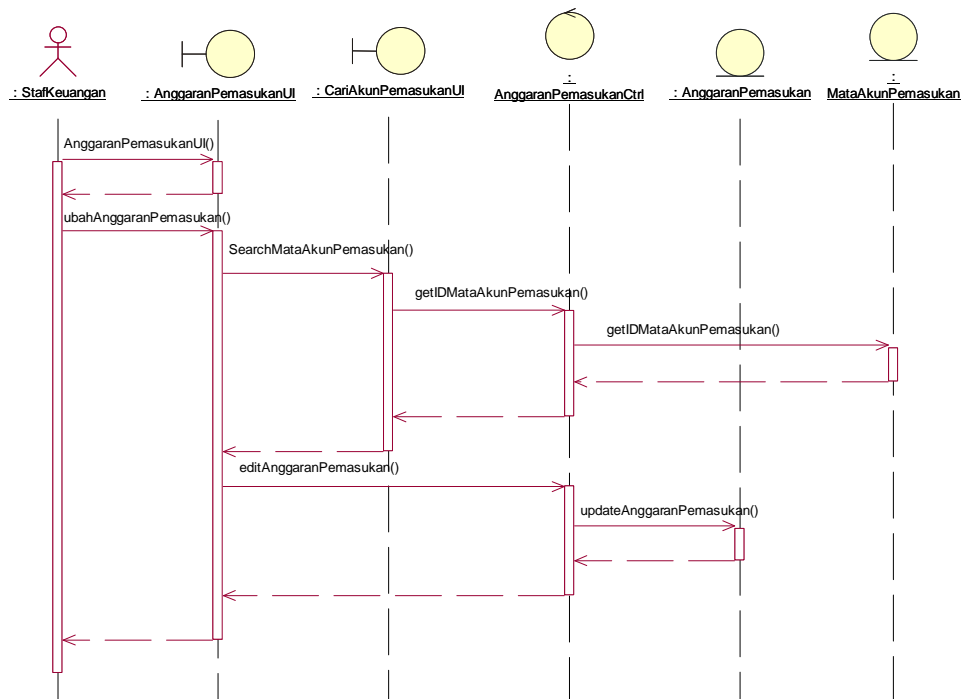 : StafKeuangan
: AnggaranPemasukanUI
: CariAkunPemasukanUI
:
AnggaranPemasukanCtrl
: AnggaranPemasukan
:
MataAkunPemasukan
AnggaranPemasukanUI()
ubahAnggaranPemasukan()
SearchMataAkunPemasukan()
getIDMataAkunPemasukan()
getIDMataAkunPemasukan()
editAnggaranPemasukan()
updateAnggaranPemasukan()